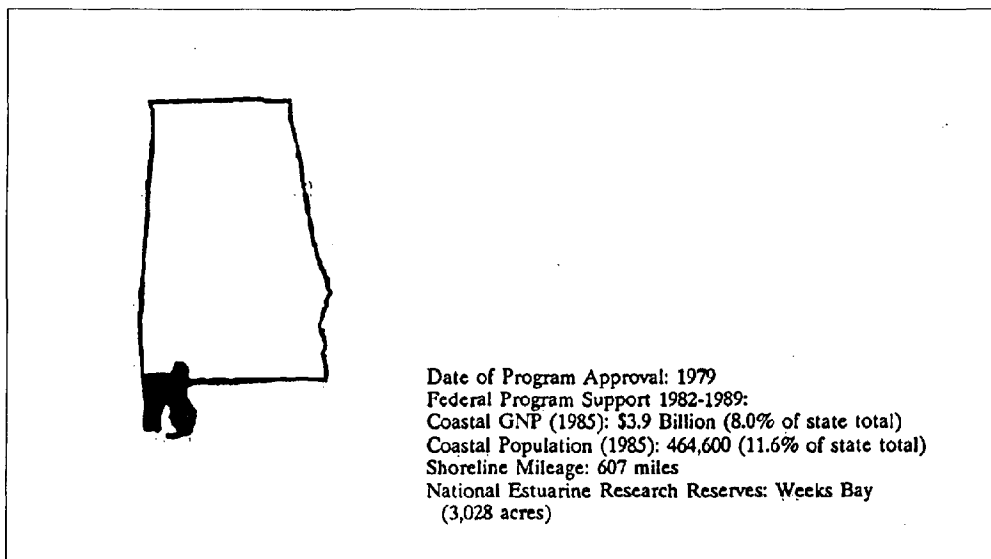 Date of Program Approval: 1979
Federal Program Support 1982-1989:
Coastal GNP (1985): $3.9 Billion (8.0% of state total)
Coastal Population (1985): 464,600 (11.6% of state total)
Shoreline Mileage: 607 miles
National Estuarine Research Reserves: Weeks Bay
(3,028 acres)